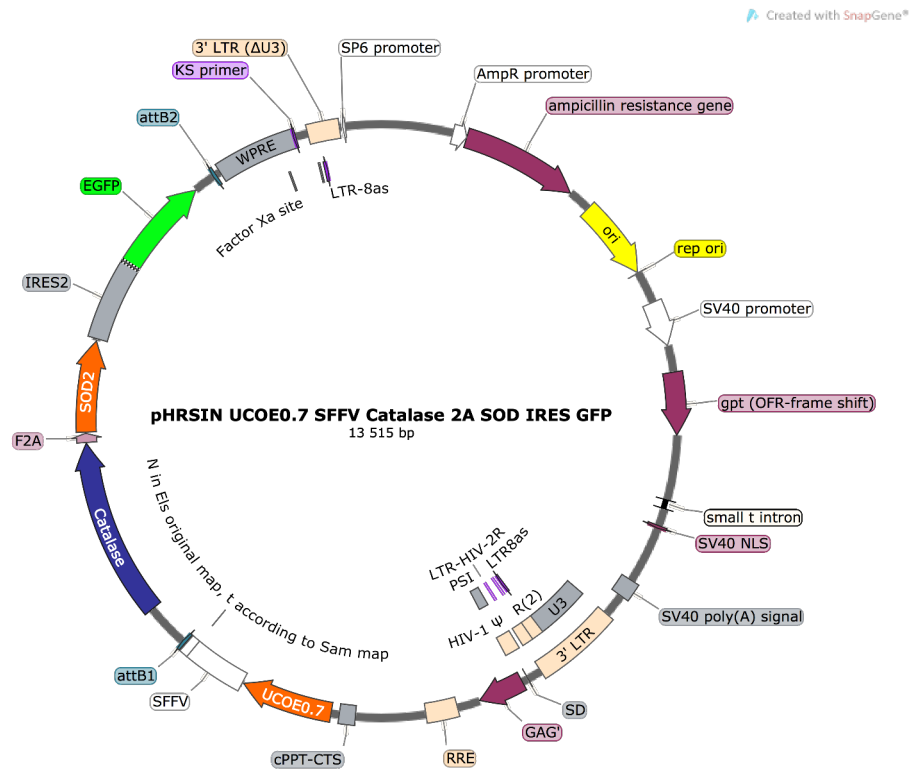 Created with SnapGene®
3' LTR (ΔU3)
SP6 promoter
KS primer
AmpR promoter
ampicillin resistance gene
attB2
WPRE
LTR-8as
Factor Xa site
EGFP
ori
rep ori
IRES2
SV40 promoter
SOD2
gpt (OFR-frame shift)
pHRSIN UCOE0.7 SFFV Catalase 2A SOD IRES GFP
13 515 bp
F2A
N in Els original map, t according to Sam map
Catalase
small t intron
SV40 NLS
LTR-HIV-2R
LTR8as
PSI
R(2)
U3
HIV-1 Ψ
SV40 poly(A) signal
3' LTR
attB1
SFFV
UCOE0.7
SD
GAG'
cPPT-CTS
RRE